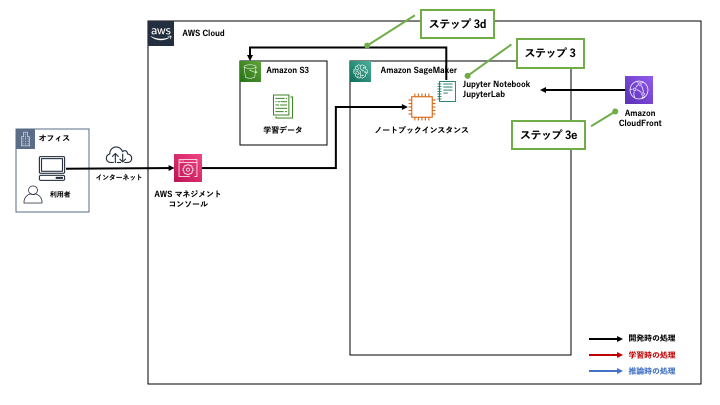 ステップ 3d
aws
AWS Cloud
ステップ 3
Amazon S3
Amazon SageMaker
Jupyter Notebook
JupyterLab
学習データ
ノートブックインスタンス
Amazon
CloudFront
ステップ 3e
オフィス
インターネット
利用者
AWS マネジメント
コンソール
開発時の処理
学習時の処理
推論時の処理